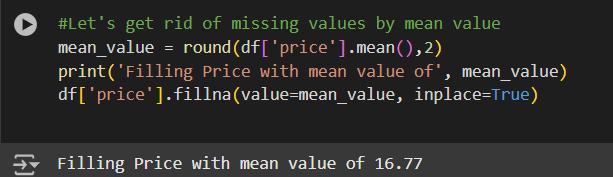 #Let's get rid of missing values by mean value
mean_value = round(df['price'].mean(),2)
print('Filling Price with mean value of', mean_value)
df['price'].fillna(value=mean_value, inplace=True)
Filling Price with mean value of 16.77